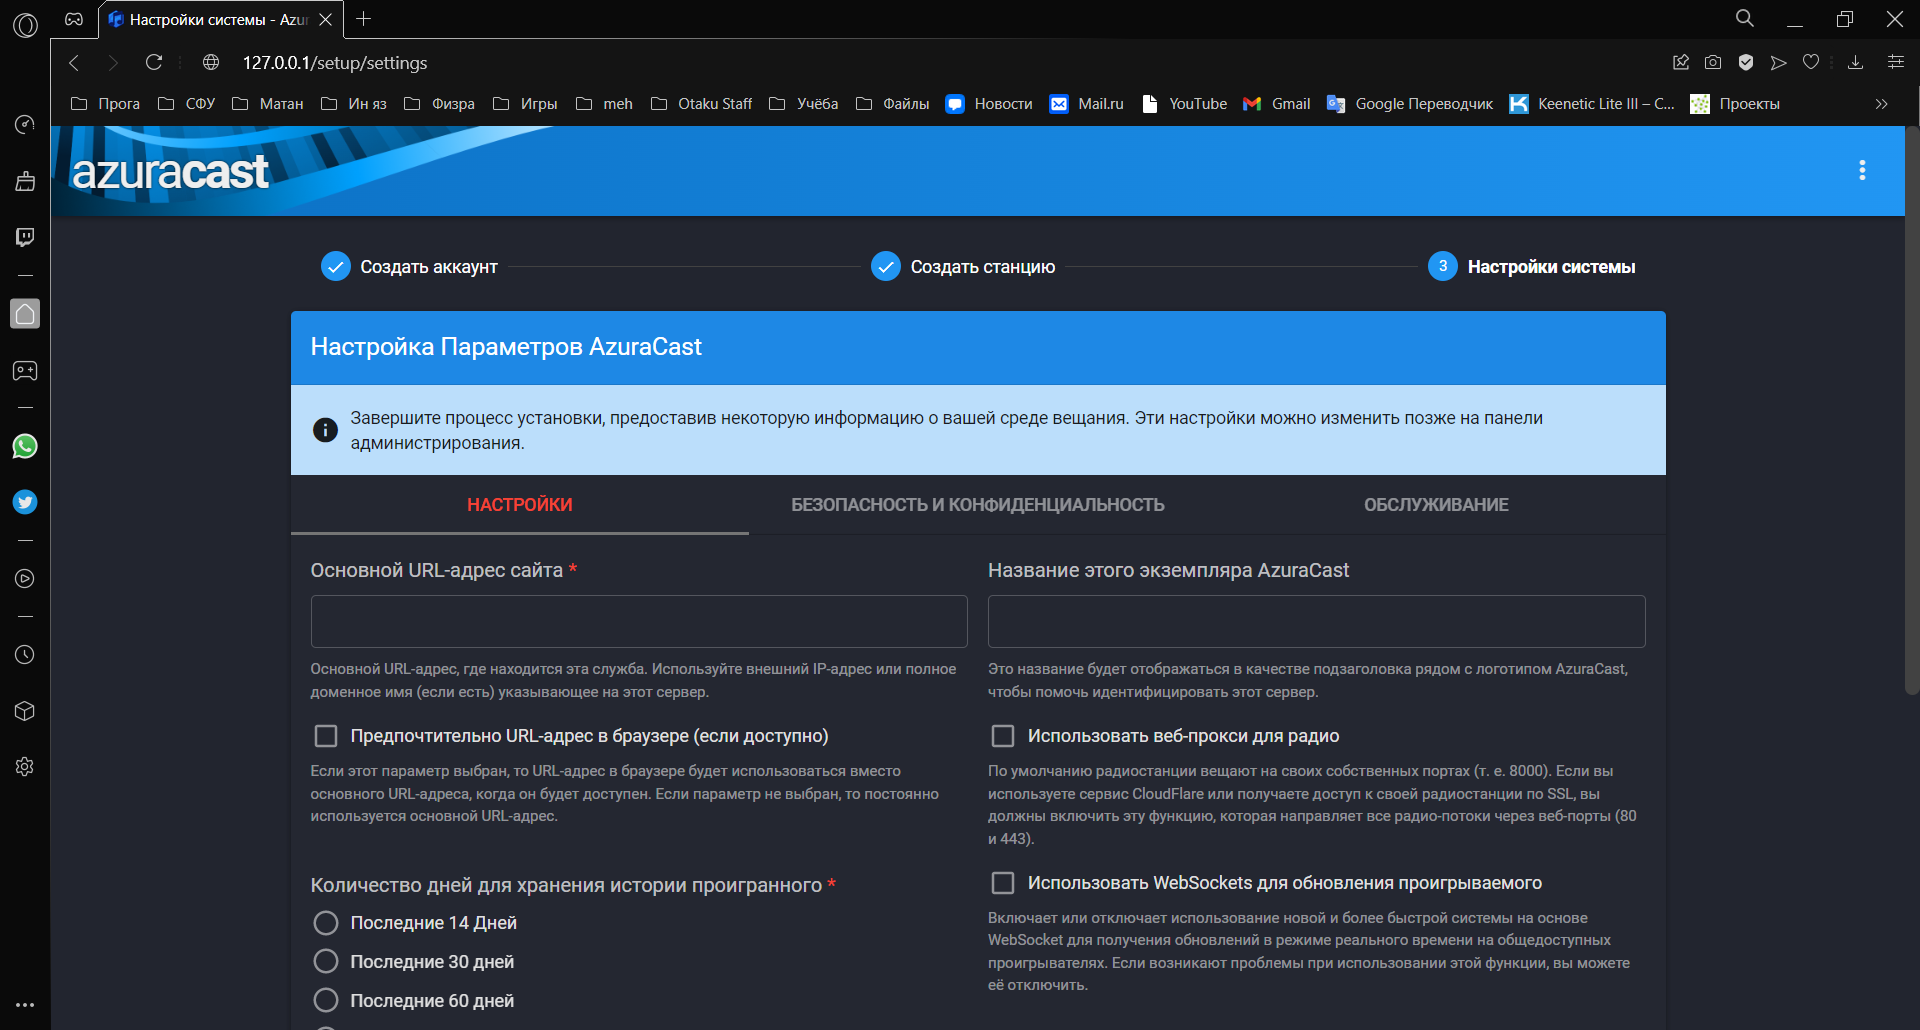 Настройки системы - Azur
127.0.0.1/setup/settings
Прога СФУ Матан Ин яз Физра Игры meh Otaku Staff Учёба Файлы Новости Mail.ru YouTube Gmail Google Переводчик Keenetic Lite III – C... Проекты
azuracast
Создать аккаунт Создать станцию 3 Настройки системы
Настройка Параметров AzuraCast
Завершите процесс установки, предоставив некоторую информацию о вашей среде вещания. Эти настройки можно изменить позже на панели
администрирования.
НАСТРОЙКИ БЕЗОПАСНОСТЬ И КОНФИДЕНЦИАЛЬНОСТЬ ОБСЛУЖИВАНИЕ
Основной URL-адрес сайта *
Основной URL-адрес, где находится эта служба. Используйте внешний IP-адрес или полное
доменное имя (если есть) указывающее на этот сервер.
Предпочтительно URL-адрес в браузере (если доступно)
Если этот параметр выбран, то URL-адрес в браузере будет использоваться вместо
основного URL-адреса, когда он будет доступен. Если параметр не выбран, то постоянно
используется основной URL-адрес.
Количество дней для хранения истории проигранного *
Последние 14 Дней
Последние 30 дней
Последние 60 дней
Название этого экземпляра AzuraCast
Это название будет отображаться в качестве подзаголовка рядом с логотипом AzuraCast,
чтобы помочь идентифицировать этот сервер.
Использовать веб-прокси для радио
По умолчанию радиостанции вещают на своих собственных портах (т. е. 8000). Если вы
используете сервис CloudFlare или получаете доступ к своей радиостанции по SSL, вы
должны включить эту функцию, которая направляет все радио-потоки через веб-порты (80
и 443).
Использовать WebSockets для обновления проигрываемого
Включает или отключает использование новой и более быстрой системы на основе
WebSocket для получения обновлений в режиме реального времени на общедоступных
проигрывателях. Если возникают проблемы при использовании этой функции, вы можете
её отключить.